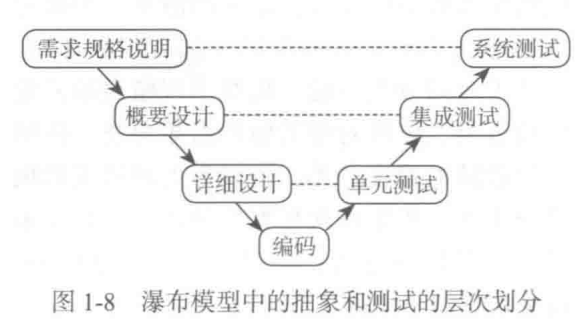 需求规格说明
系统测试
概要设计
集成测试
详细设计
单元测试
编码
图 1-8 瀑布模型中的抽象和测试的层次划分